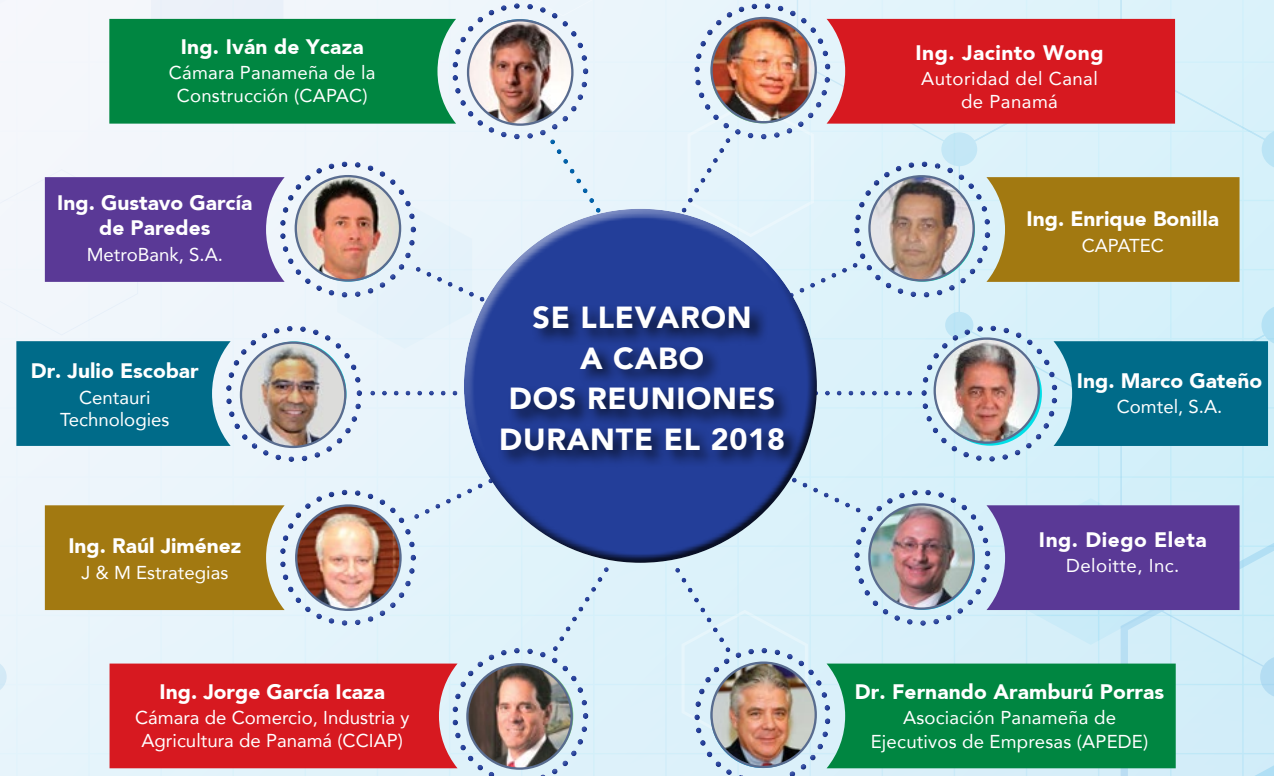 Ing. Iván de Ycaza
Cámara Panameña de la
Construcción (CAPAC)
Ing. Jacinto Wong
Autoridad del Canal
de Panamá
Ing. Gustavo García
de Paredes
MetroBank, S.A.
Ing. Enrique Bonilla
CAPATEC
SE LLEVARON
A CABO
DOS REUNIONES
DURANTE EL 2018
Dr. Julio Escobar
Centauri
Technologies
Ing. Marco Gateño
Comtel, S.A.
Ing. Raúl Jiménez
J & M Estrategias
Ing. Diego Eleta
Deloitte, Inc.
Ing. Jorge García Icaza
Cámara de Comercio, Industria y
Agricultura de Panamá (CCIAP)
Dr. Fernando Aramburú Porras
Asociación Panameña de
Ejecutivos de Empresas (APEDE)